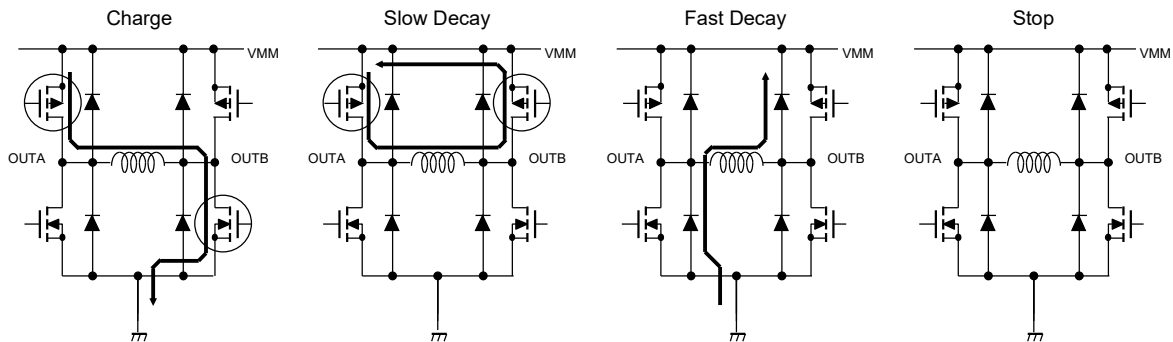 Charge
Slow Decay
Fast Decay
Stop
VMM
VMM
VMM
VMM
OUTA
OUTB
OUTA
OUTB
OUTA
OUTB
OUTA
OUTB